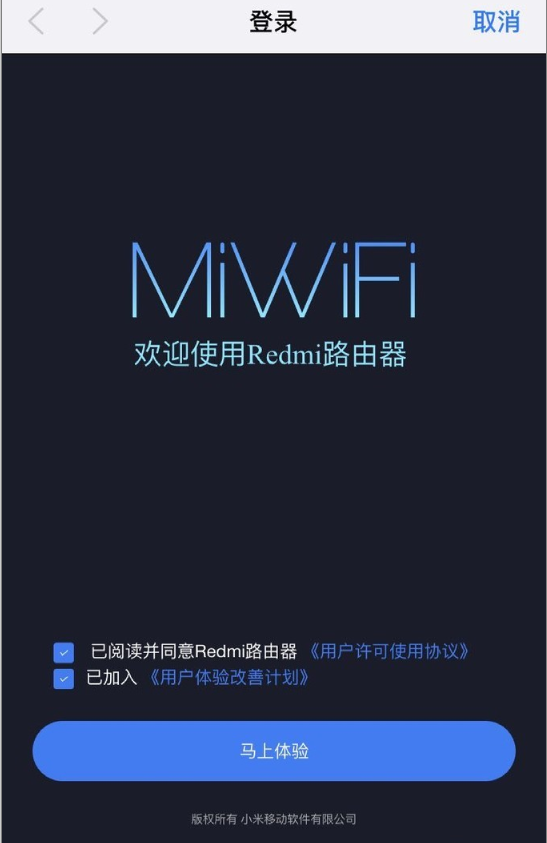 登录 取消
MiWiFi
欢迎使用Redmi路由器
已阅读并同意Redmi路由器 《用户许可使用协议》
已加入 《用户体验改善计划》
马上体验
版权所有 小米移动软件有限公司